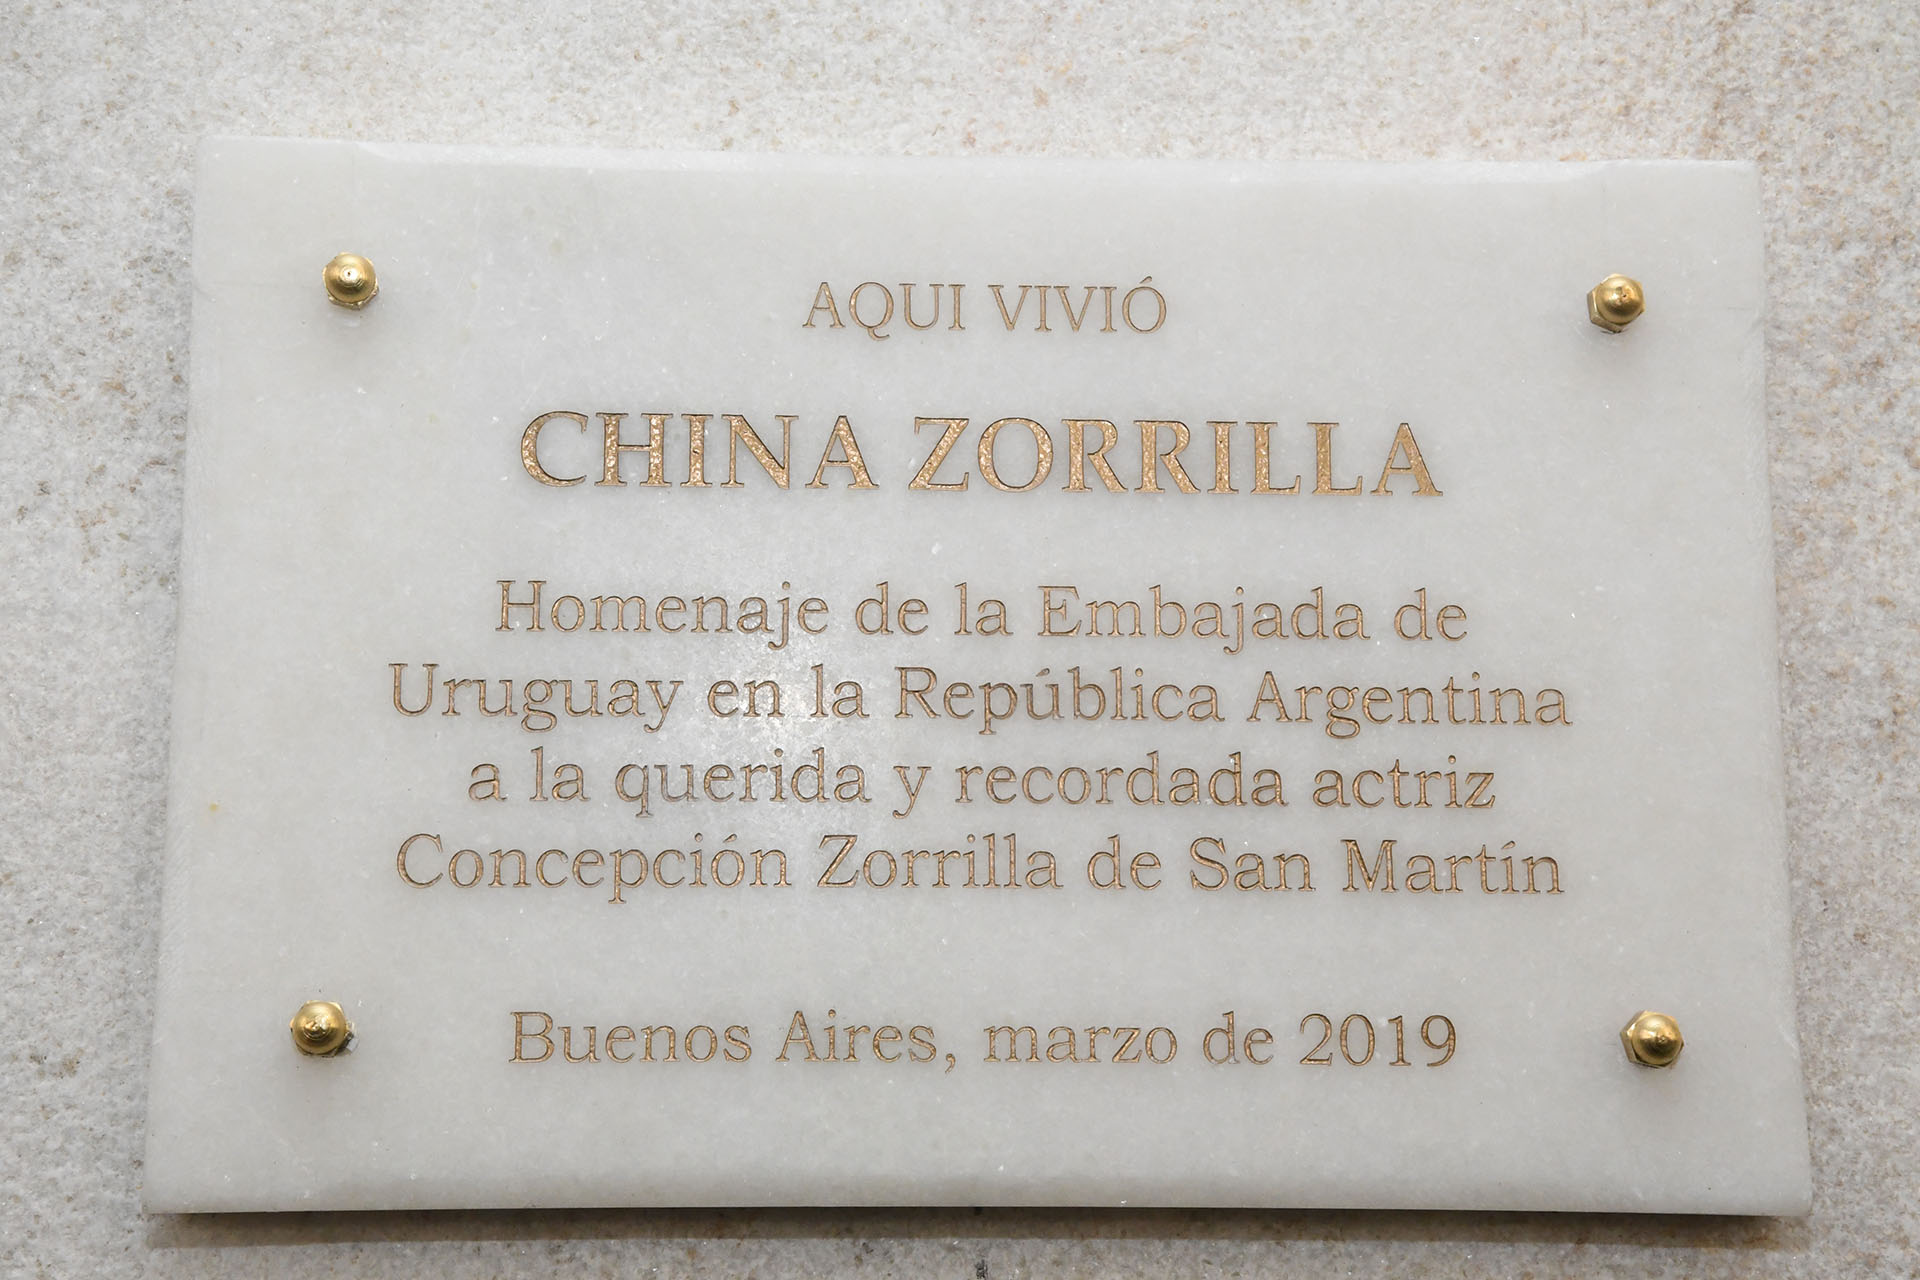 AQUI VIVIÓ
CHINA ZORRILLA
Homenaje de la Embajada de
Uruguay en la República Argentina
a la querida y recordada actriz
Concepción Zorrilla de San Martín
Buenos Aires, marzo de 2019